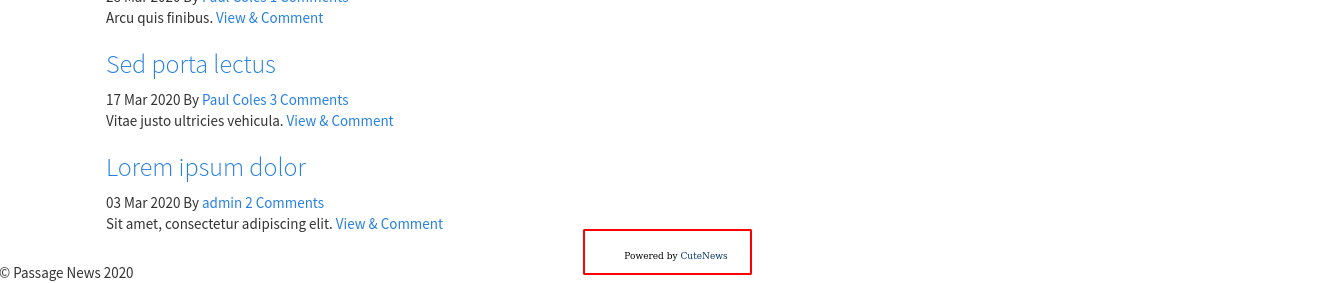 28 Mar 2020 By Paul Coles 1 Comments
Arcu quis finibus. View & Comment
Sed porta lectus
17 Mar 2020 By Paul Coles 3 Comments
Vitae justo ultricies vehicula. View & Comment
Lorem ipsum dolor
03 Mar 2020 By admin 2 Comments
Sit amet, consectetur adipiscing elit. View & Comment
Powered by CuteNews
© Passage News 2020